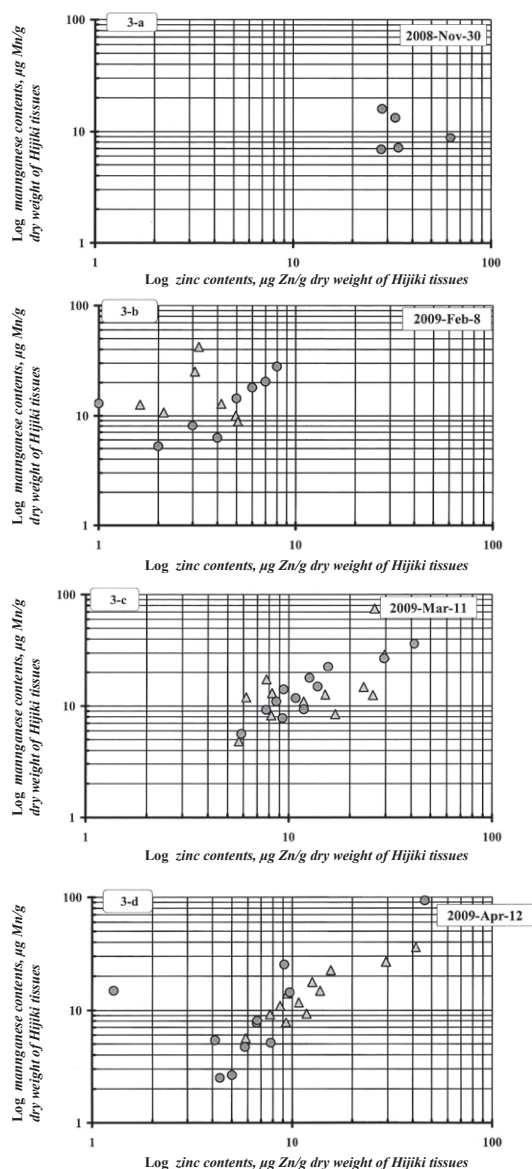 3-a
2008-Nov-30
Log mannganese contents, µg Mn/g
dry weight of Hijiki tissues
100
10
1
1
10
100
Log zinc contents, µg Zn/g dry weight of Hijiki tissues
3-b
2009-Feb-8
Log mannganese contents, µg Mn/g
dry weight of Hijiki tissues
100
10
1
1
10
100
Log zinc contents, µg Zn/g dry weight of Hijiki tissues
3-c
2009-Mar-11
Log mannganese contents, µg Mn/g
dry weight of Hijiki tissues
100
10
1
1
10
100
Log zinc contents, µg Zn/g dry weight of Hijiki tissues
3-d
2009-Apr-12
Log mannganese contents, µg Mn/g
dry weight of Hijiki tissues
100
10
1
1
10
100
Log zinc contents, µg Zn/g dry weight of Hijiki tissues